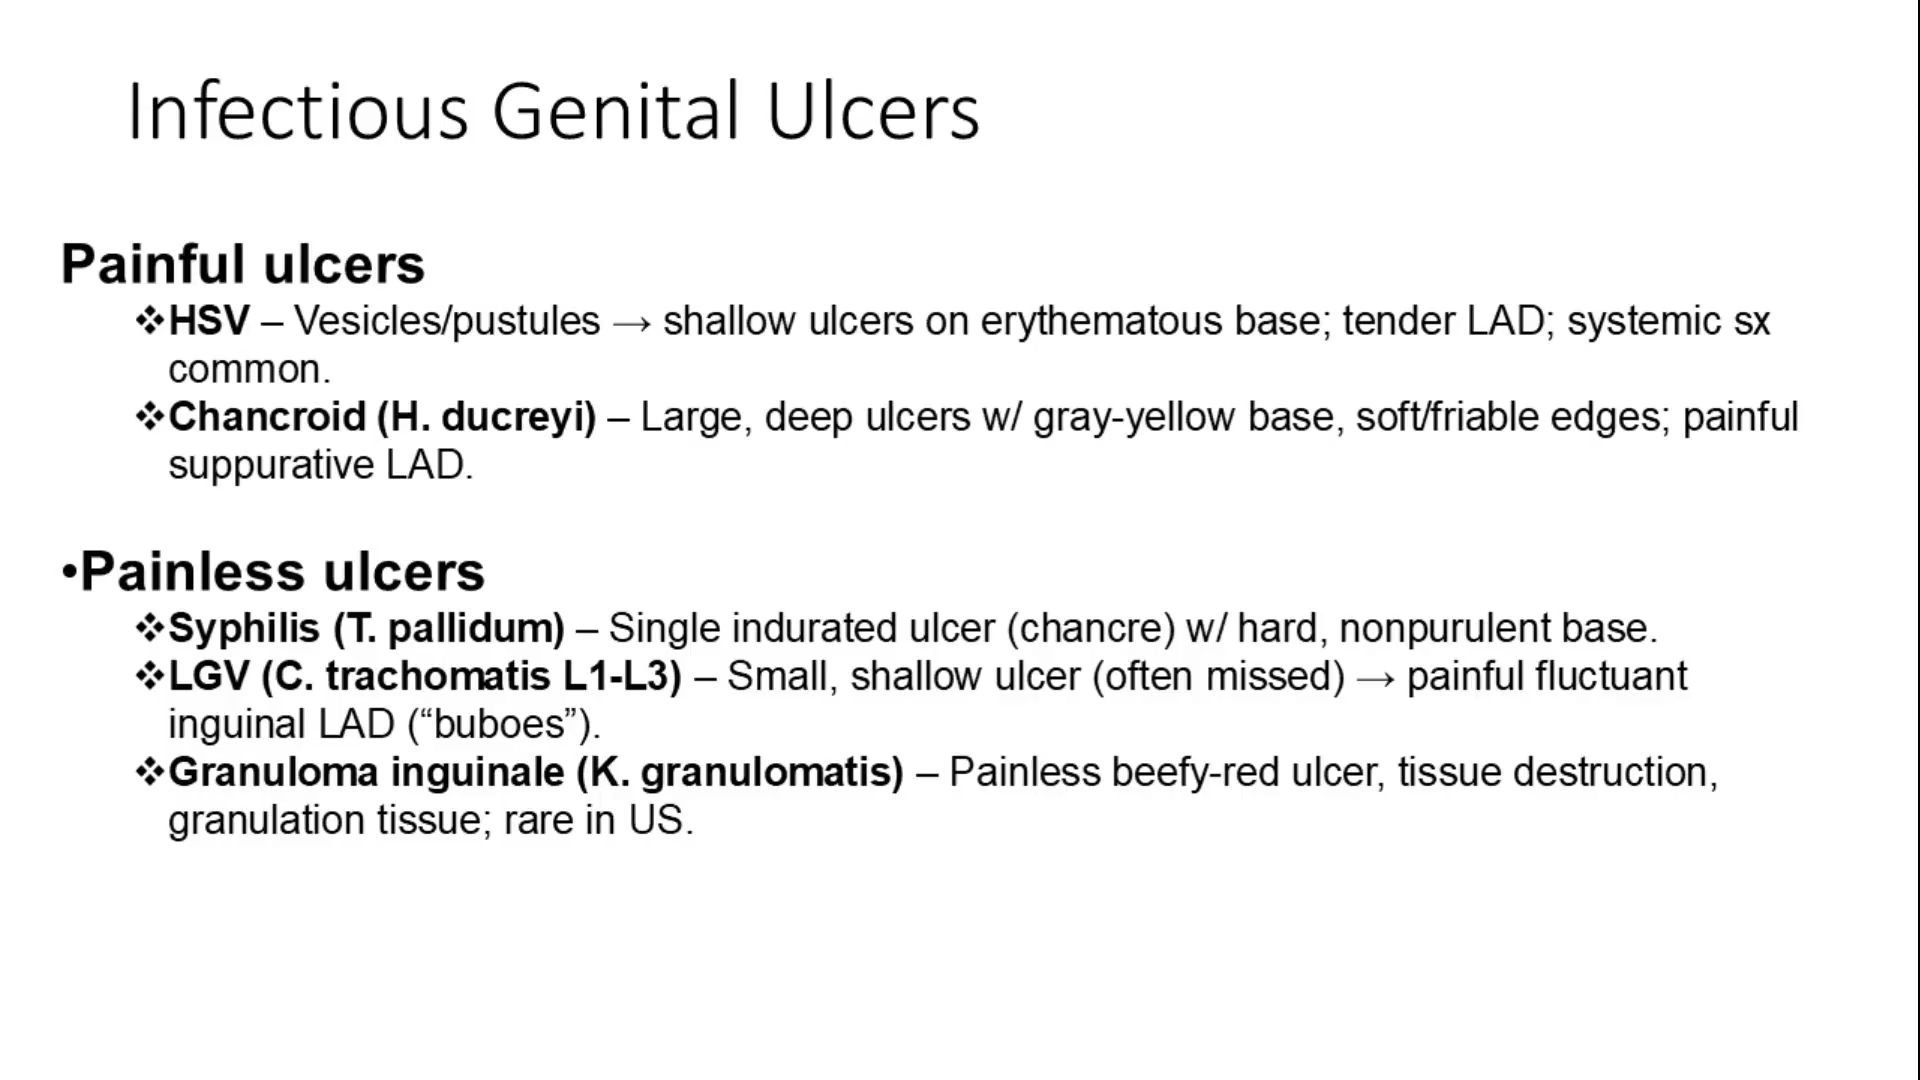 Infectious Genital Ulcers
Painful ulcers
❖HSV – Vesicles/pustules → shallow ulcers on erythematous base; tender LAD; systemic sx
common.
❖Chancroid (H. ducreyi) – Large, deep ulcers w/ gray-yellow base, soft/friable edges; painful
suppurative LAD.
•Painless ulcers
❖Syphilis (T. pallidum) – Single indurated ulcer (chancre) w/ hard, nonpurulent base.
❖LGV (C. trachomatis L1-L3) – Small, shallow ulcer (often missed) → painful fluctuant
inguinal LAD (“buboes”).
❖Granuloma inguinale (K. granulomatis) – Painless beefy-red ulcer, tissue destruction,
granulation tissue; rare in US.